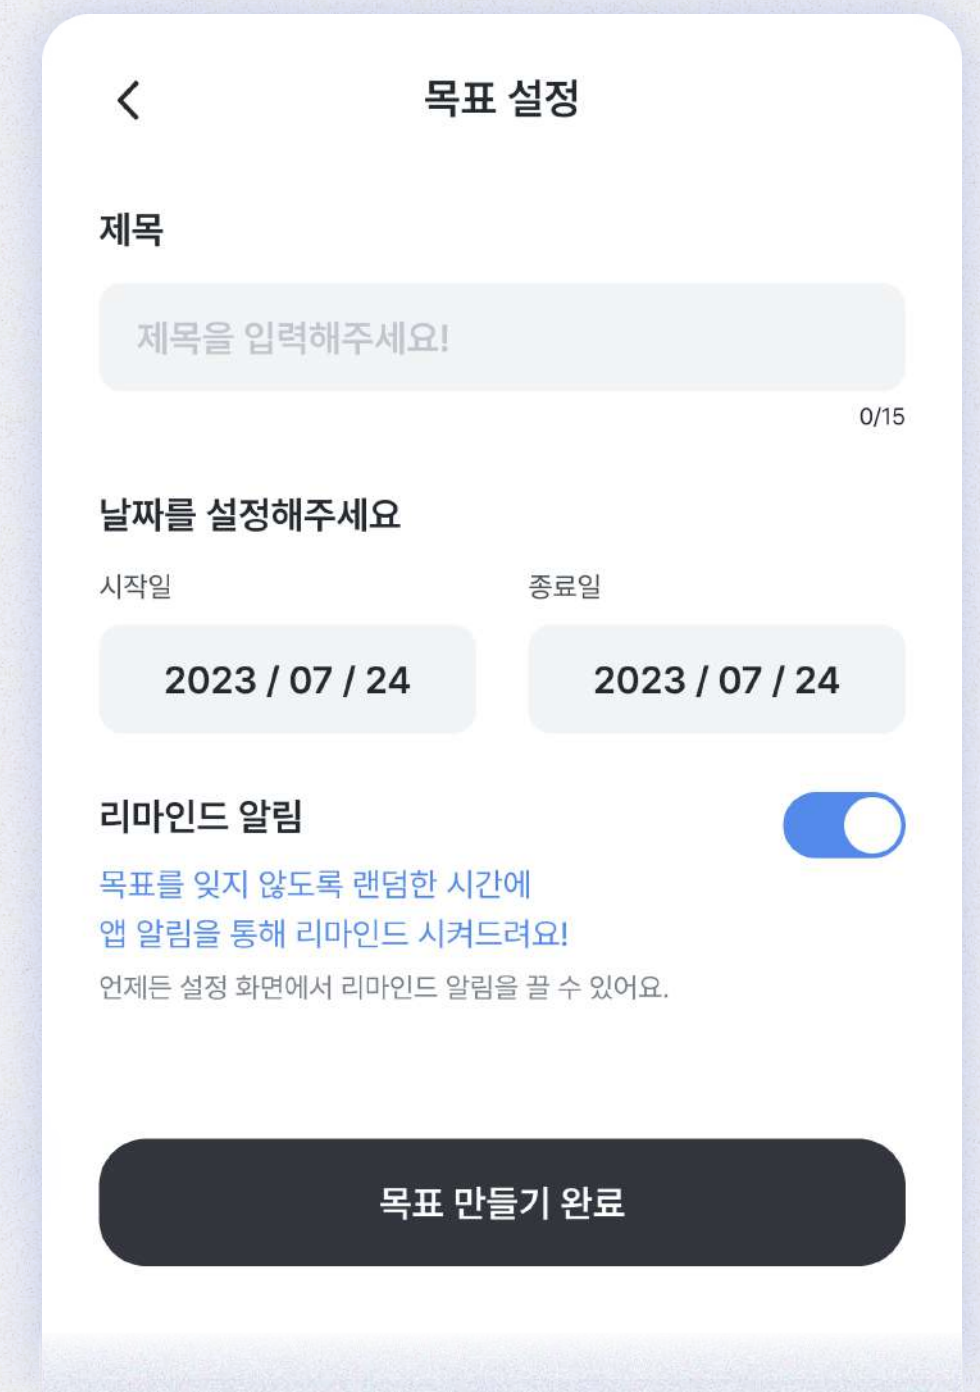 목표 설정
제목
제목을 입력해주세요!
0/15
날짜를 설정해주세요
시작일 종료일
2023 / 07 / 24 2023 / 07 / 24
리마인드 알림
목표를 잊지 않도록 랜덤한 시간에
앱 알림을 통해 리마인드 시켜드려요!
언제든 설정 화면에서 리마인드 알림을 끌 수 있어요.
목표 만들기 완료